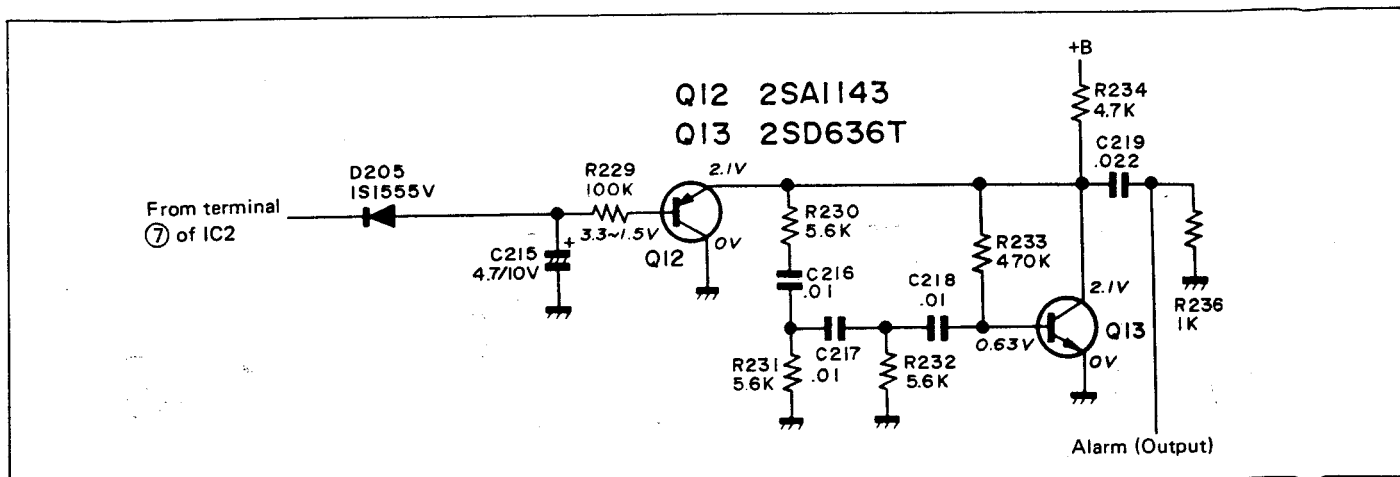 +B
Q12 2SA1143
Q13 2SD636T
R234
4.7K
C219
.022
D205
1S1555V
R229
100K
2.1V
From terminal
⑦ of IC2
3.3~1.5V
Q12
0V
C215
4.7/10V
+
R230
5.6K
C216
.01
R233
470K
C218
.01
2.1V
Q13
R236
1K
0.63V
0V
R231
5.6K
C217
.01
R232
5.6K
Alarm (Output)